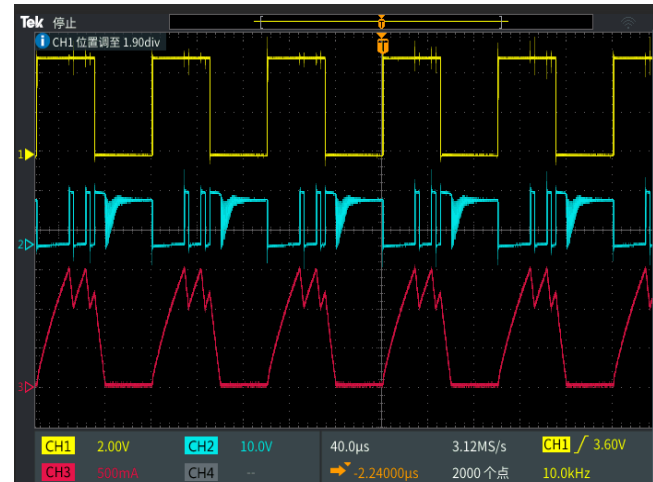 Tek 停止
i CH1 位置调至 1.90div
T
T
1
2
3
CH1 2.00V CH2 10.0V 40.0µs 3.12MS/s CH1 3.60V
CH3 500mA CH4 -- -2.24000µs 2000 个点 10.0kHz